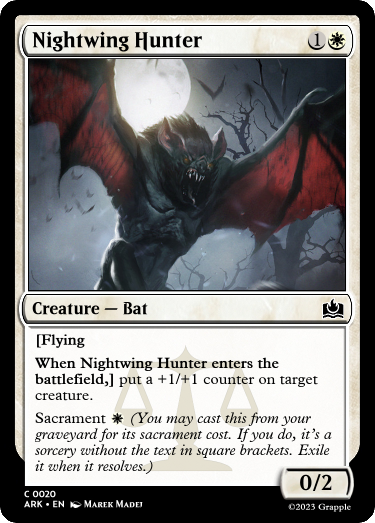 Nightwing Hunter 1
Creature — Bat
[Flying
When Nightwing Hunter enters the
battlefield,] put a +1/+1 counter on target
creature.
Sacrament (You may cast this from your
graveyard for its sacrament cost. If you do, it's a
sorcery without the text in square brackets. Exile
it when it resolves.)
0/2
C 0020
ARK • EN Marek Madej
©2023 Grapple